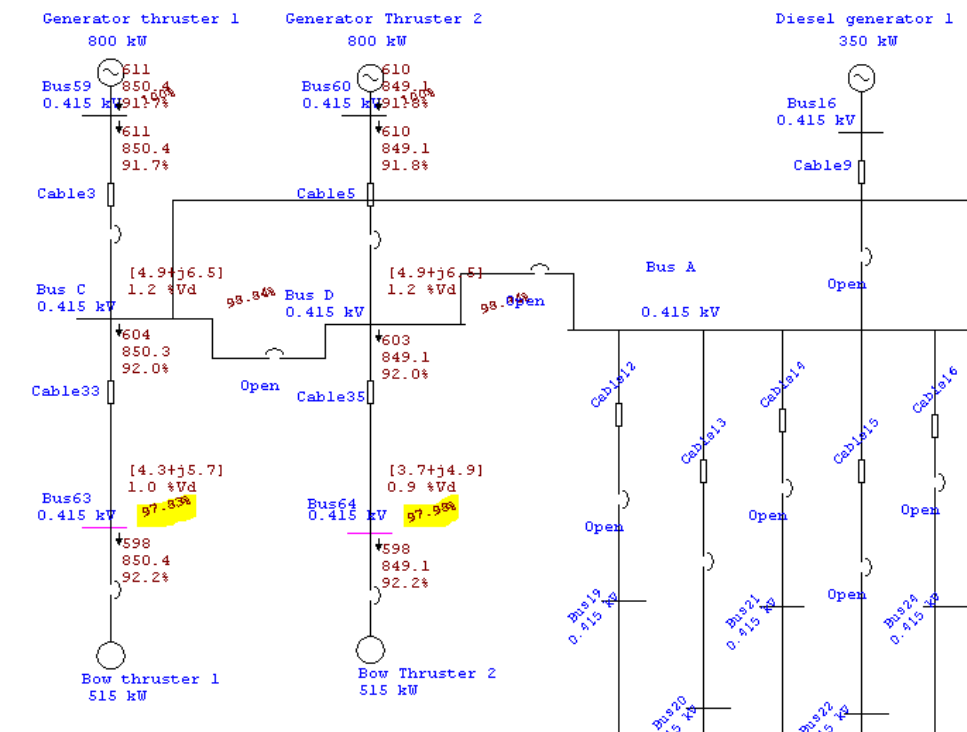 Generator thruster 1
800 kW
Generator Thruster 2
800 kW
Diesel generator 1
350 kW
Bus59
0.415 kV
611
850.4
91.7%
100%
611
850.4
91.7%
Cable3
Bus60
0.415 kV
610
849.1
91.8%
100%
610
849.1
91.8%
Cable5
Bus16
0.415 kV
Cable9
Open
[4.9+j6.5]
1.2 %Vd
Bus C
0.415 kV
98.84%
604
850.3
92.0%
Cable33
Open
[4.9+j6.5]
1.2 %Vd
Bus D
0.415 kV
98.84%
Open
603
849.1
92.0%
Cable35
Bus A
0.415 kV
[4.3+j5.7]
1.0 %Vd
Bus63
0.415 kV
97.83%
598
850.4
92.2%
Bow thruster 1
515 kW
[3.7+j4.9]
0.9 %Vd
Bus64
0.415 kV
97.98%
598
849.1
92.2%
Bow Thruster 2
515 kW
Cable12
Cable13
Cable14
Cable15
Cable16
Open
Open
Open
Open
Bus19
0.415 kV
Bus21
0.415 kV
Bus24
0.415 kV
Bus20
Bus22